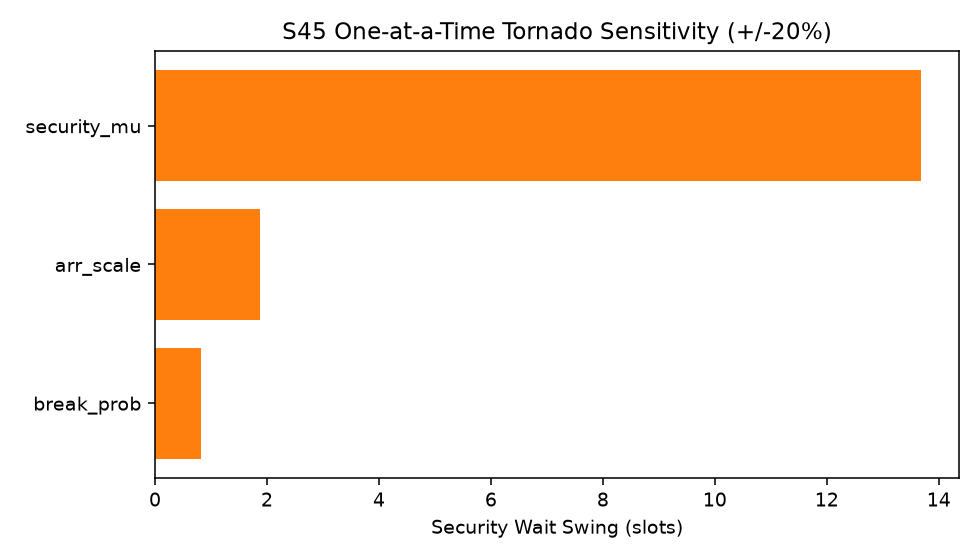 S45 One-at-a-Time Tornado Sensitivity (+/-20%)
security_mu
arr_scale
break_prob
0 2 4 6 8 10 12 14
Security Wait Swing (slots)